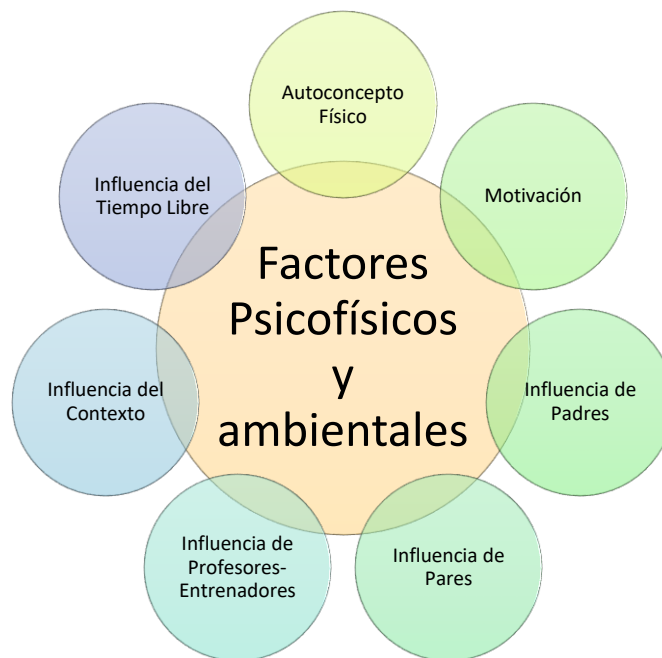 Autoconcepto
Físico
Motivación
Influencia de
Padres
Influencia de
Pares
Influencia de
Profesores-
Entrenadores
Influencia del
Contexto
Influencia del
Tiempo Libre
Factores
Psicofísicos
y
ambientales